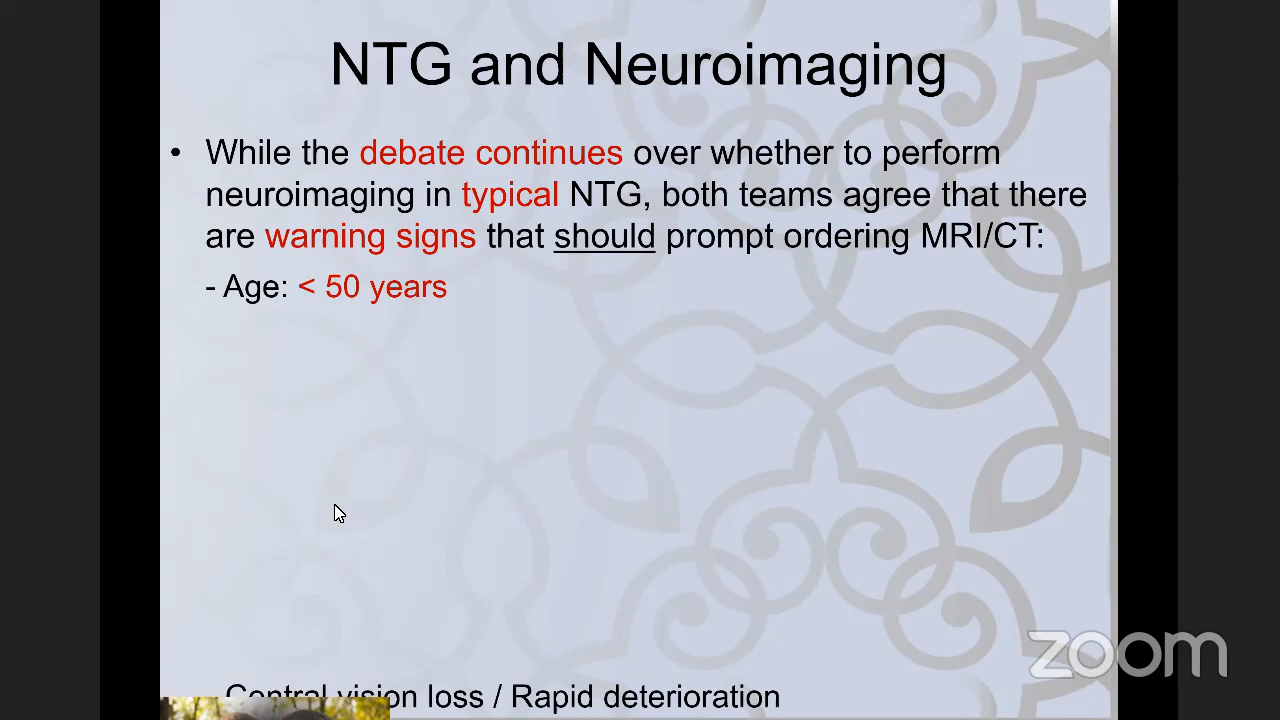 NTG and Neuroimaging
• While the debate continues over whether to perform
neuroimaging in typical NTG, both teams agree that there
are warning signs that should prompt ordering MRI/CT:
- Age: < 50 years
Central vision loss / Rapid deterioration
zoom